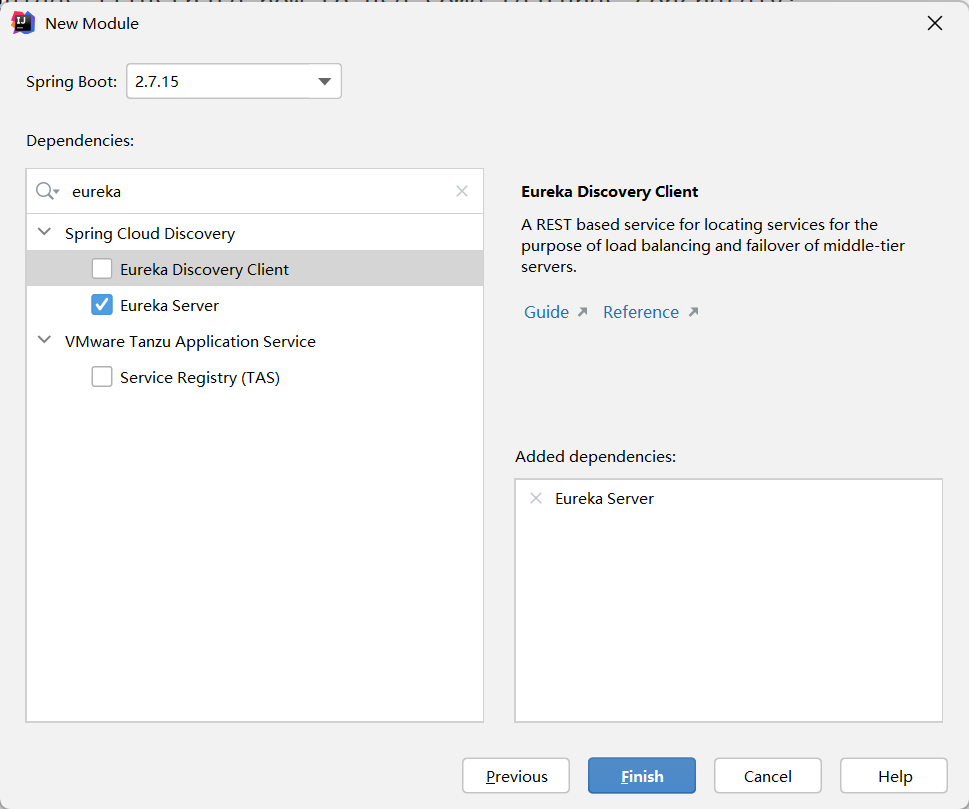 New Module
Spring Boot: 2.7.15
Dependencies:
eureka
Spring Cloud Discovery
Eureka Discovery Client
Eureka Server
VMware Tanzu Application Service
Service Registry (TAS)
Eureka Discovery Client
A REST based service for locating services for the
purpose of load balancing and failover of middle-tier
servers.
Guide Reference
Added dependencies:
Eureka Server
Previous Finish Cancel Help